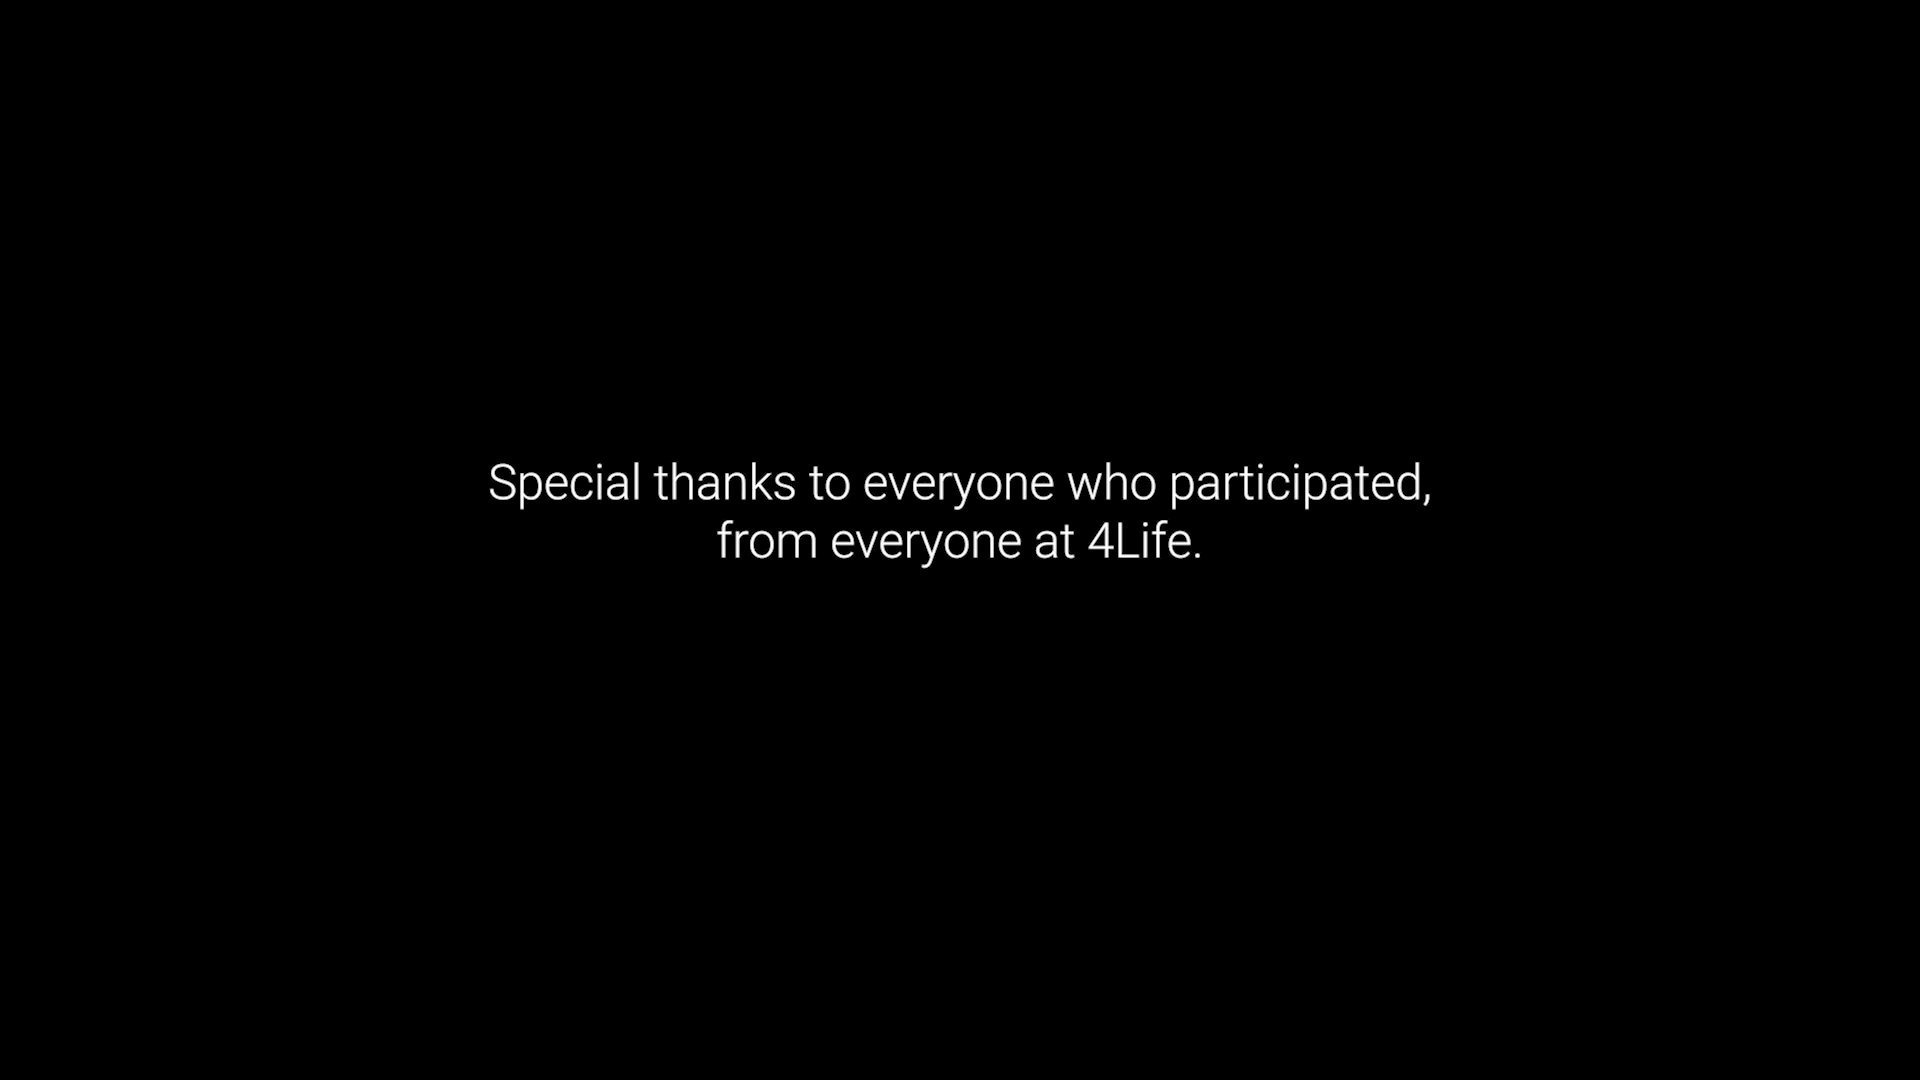 Special thanks to everyone who participated,
from everyone at 4Life.